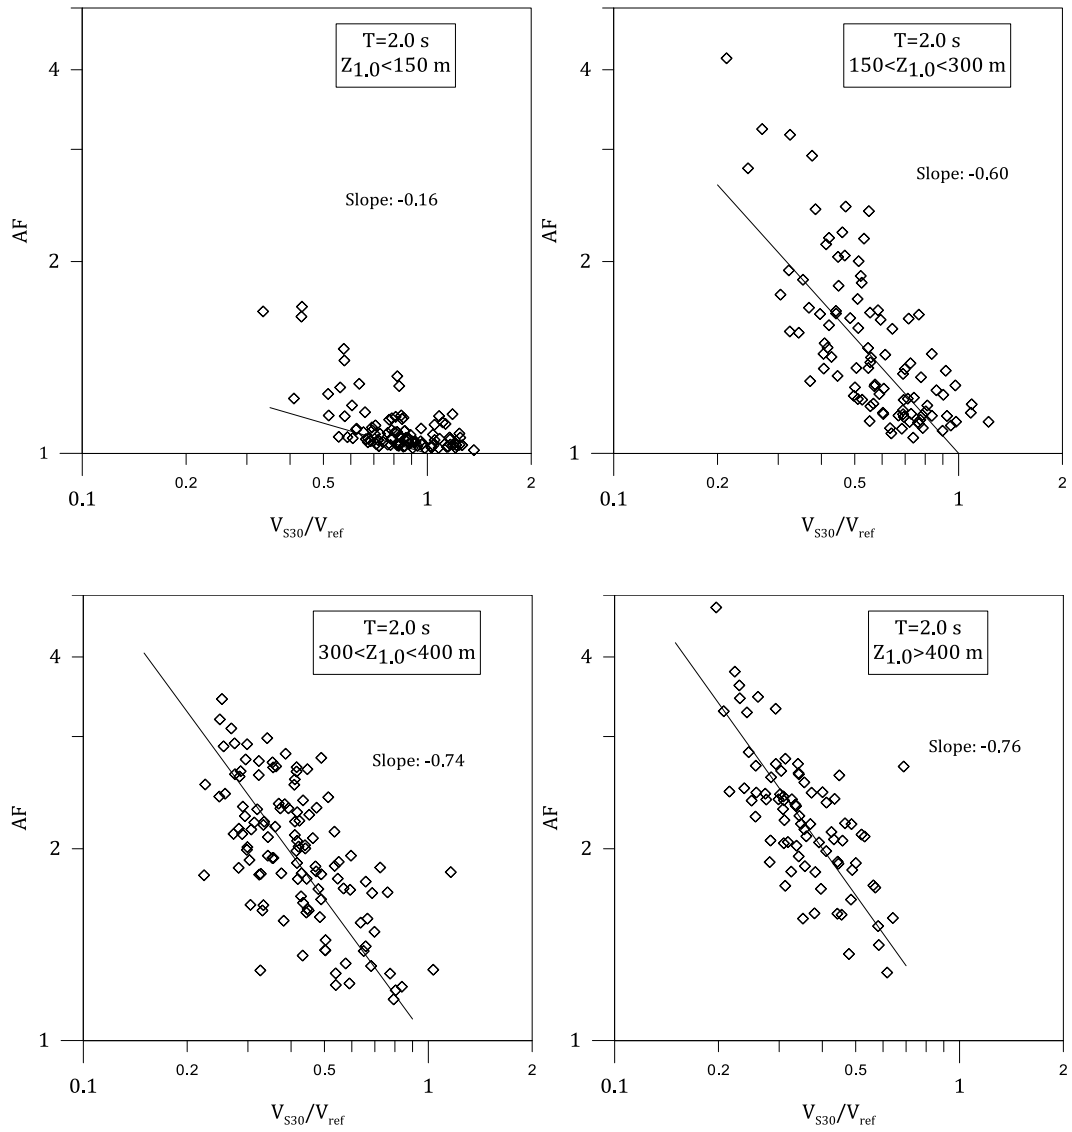 T=2.0 s
Z1.0<150 m
4
Slope: -0.16
AF
2
1
0.2
0.5
2
0.1
1
VS30/Vref
T=2.0 s
150<Z1.0<300 m
4
Slope: -0.60
AF
2
1
0.2
0.5
2
0.1
1
VS30/Vref
T=2.0 s
300<Z1.0<400 m
4
Slope: -0.74
AF
2
1
0.2
0.5
2
0.1
1
VS30/Vref
T=2.0 s
Z1.0>400 m
4
Slope: -0.76
AF
2
1
0.2
0.5
2
0.1
1
VS30/Vref